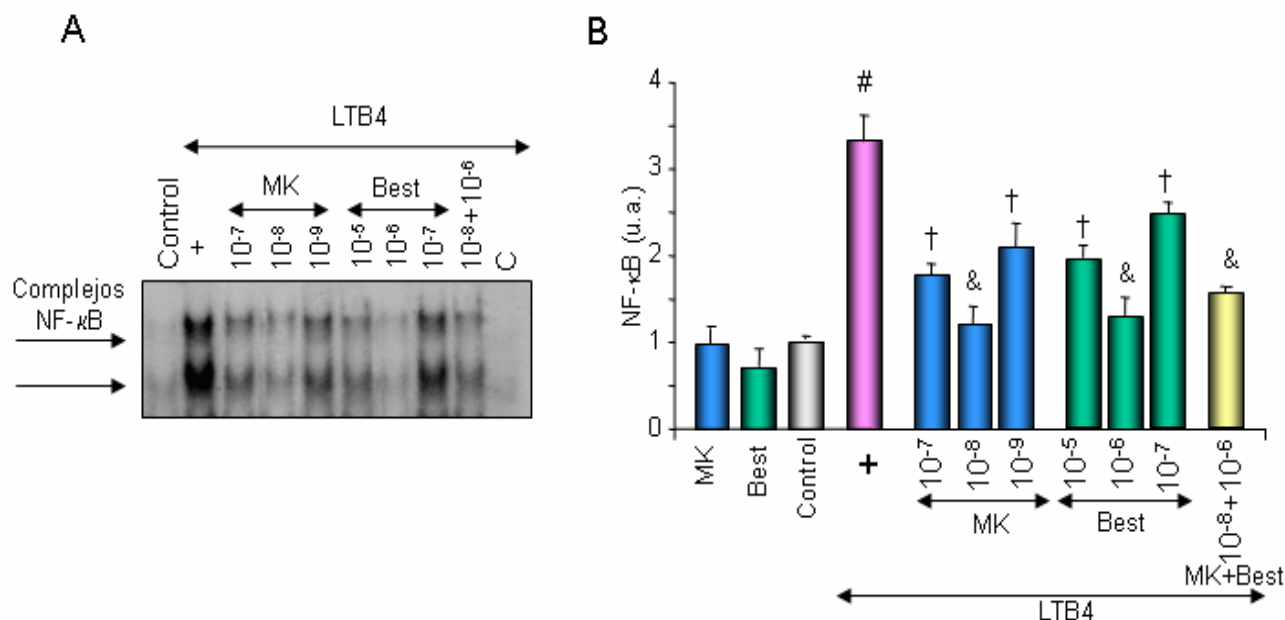 A
LTB4
MK
Best
Control
+
10⁻⁷
10⁻⁸
10⁻⁹
10⁻⁵
10⁻⁶
10⁻⁷
10⁻⁸+10⁻⁶
C
Complejos
NF-κB
B
NF-κB (u.a.)
4
3
2
1
0
#
†
&
†
†
&
†
&
MK
Best
Control
+
10⁻⁷
10⁻⁸
10⁻⁹
10⁻⁵
10⁻⁶
10⁻⁷
10⁻⁸+10⁻⁶
MK
Best
MK+Best
LTB4